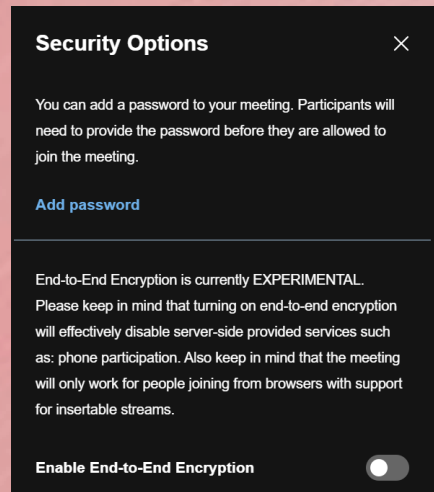 Security Options
You can add a password to your meeting. Participants will
need to provide the password before they are allowed to
join the meeting.
Add password
End-to-End Encryption is currently EXPERIMENTAL.
Please keep in mind that turning on end-to-end encryption
will effectively disable server-side provided services such
as: phone participation. Also keep in mind that the meeting
will only work for people joining from browsers with support
for insertable streams.
Enable End-to-End Encryption